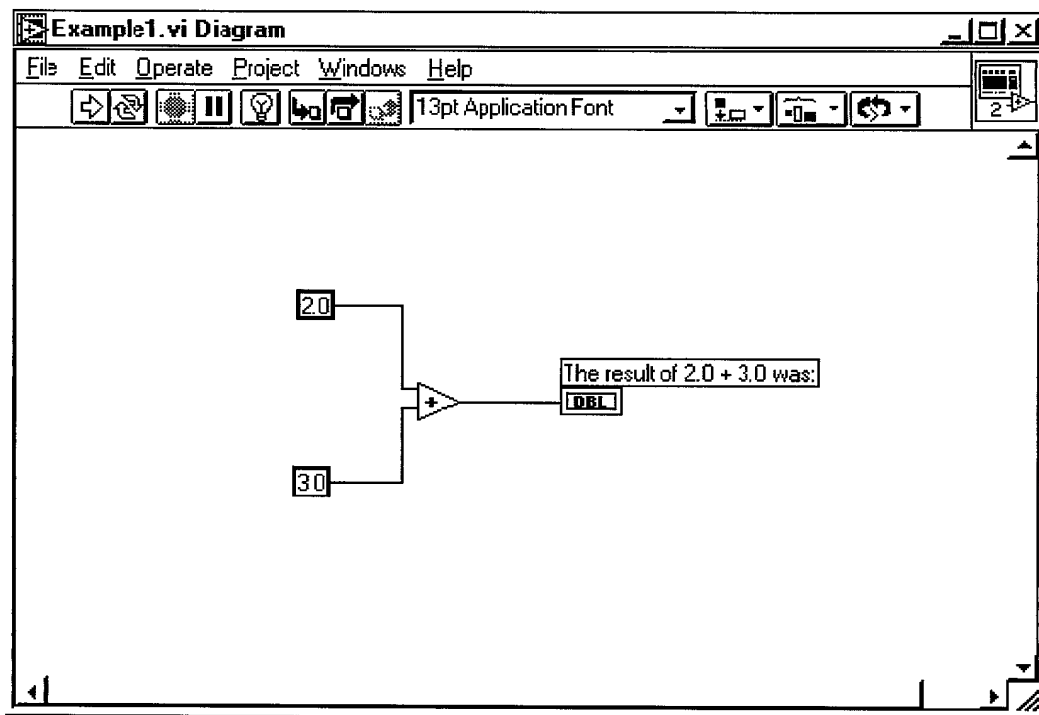 Example1.vi Diagram
File Edit Operate Project Windows Help
13pt Application Font
2
2.0
The result of 2.0 + 3.0 was:
+
DBL
3.0